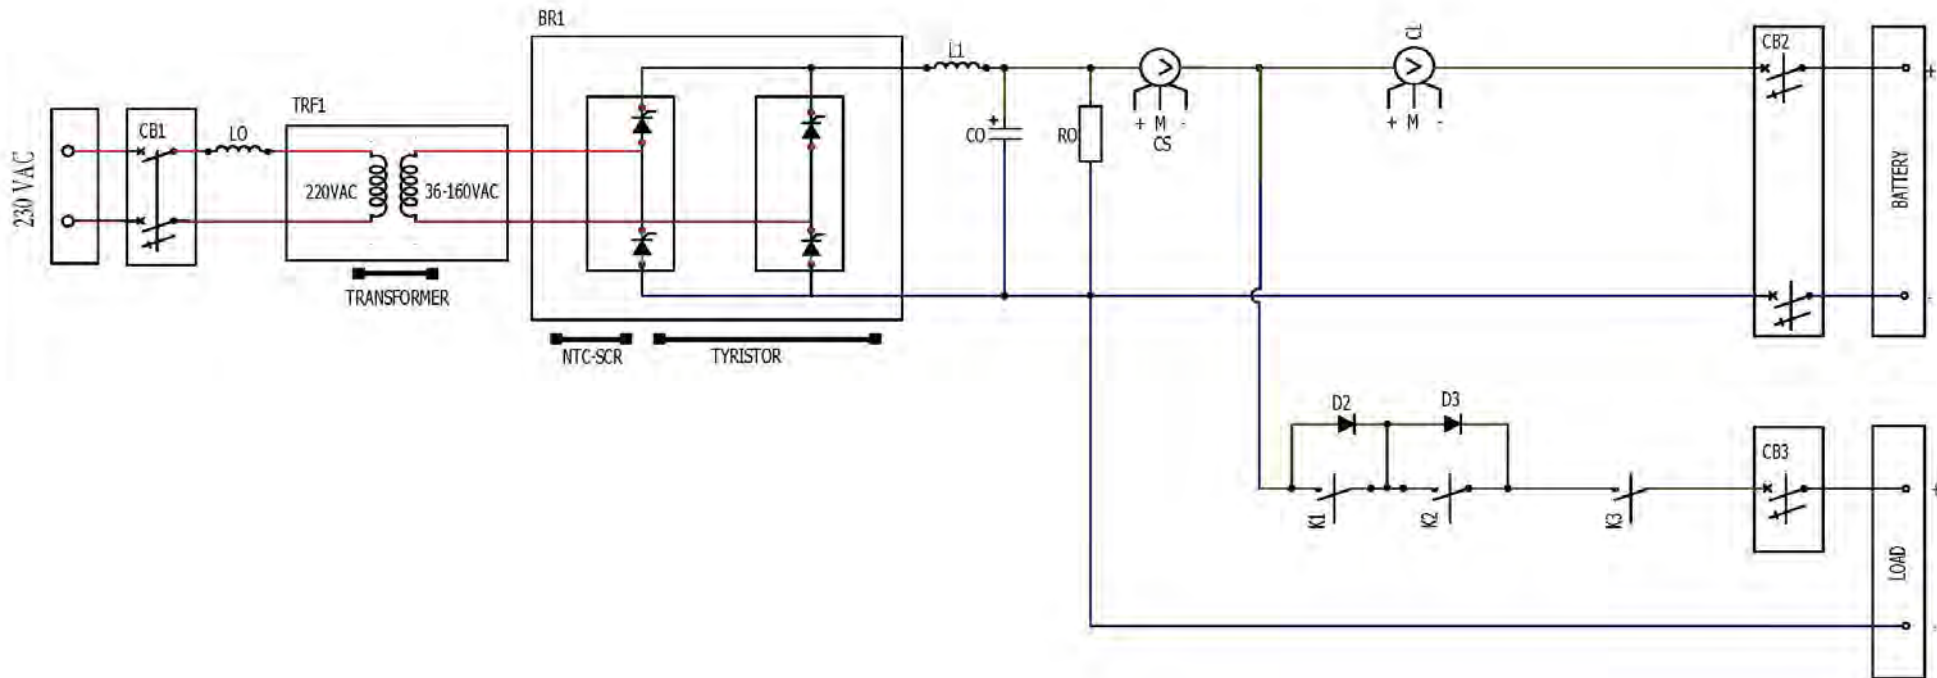 BR1
230 VAC
CB1
LO
TRF1
220VAC
36-160VAC
TRANSFORMER
NTC-SCR
TYRISTOR
L1
CO
+
RO
+ M -
CS
CL
+ M -
CB2
+
BATTERY
-
D2
D3
K1
K2
K3
CB3
+
LOAD
-